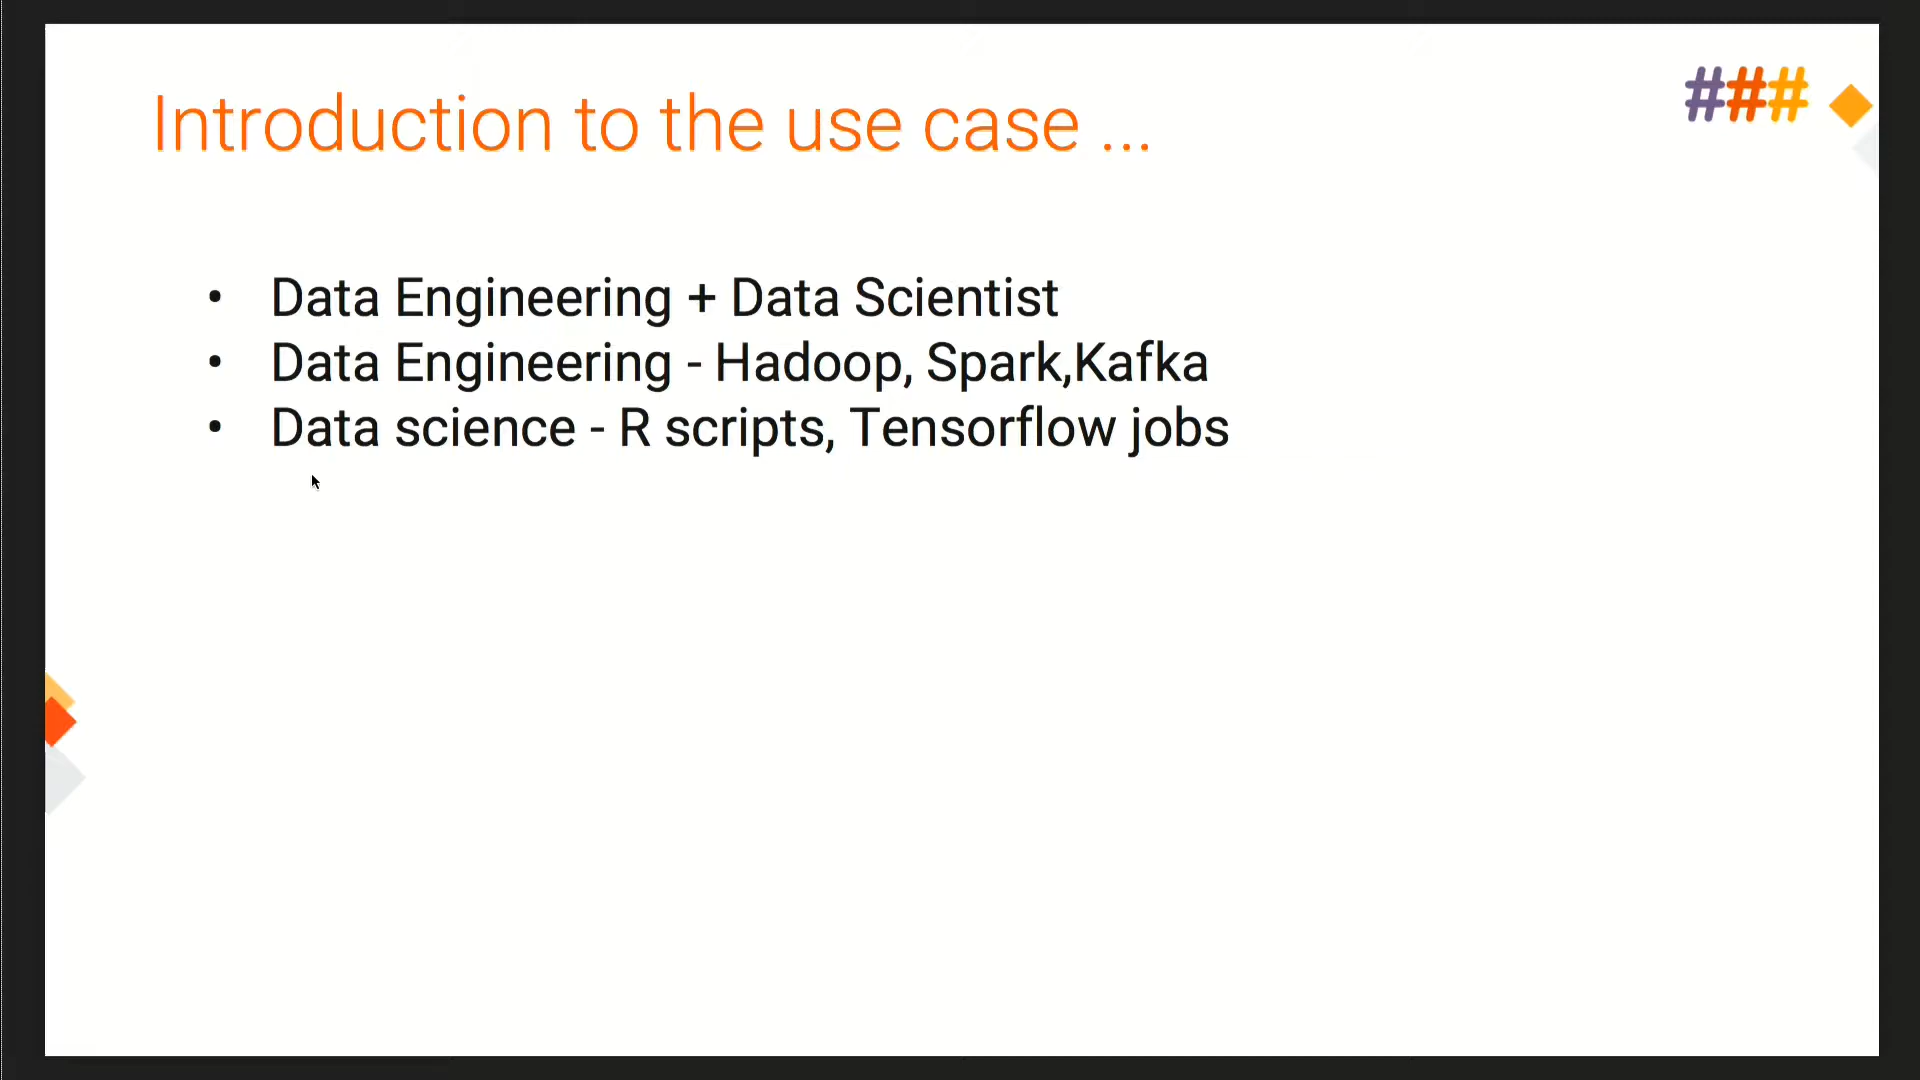 Introduction to the use case ...
###
• Data Engineering + Data Scientist
• Data Engineering - Hadoop, Spark,Kafka
• Data science - R scripts, Tensorflow jobs